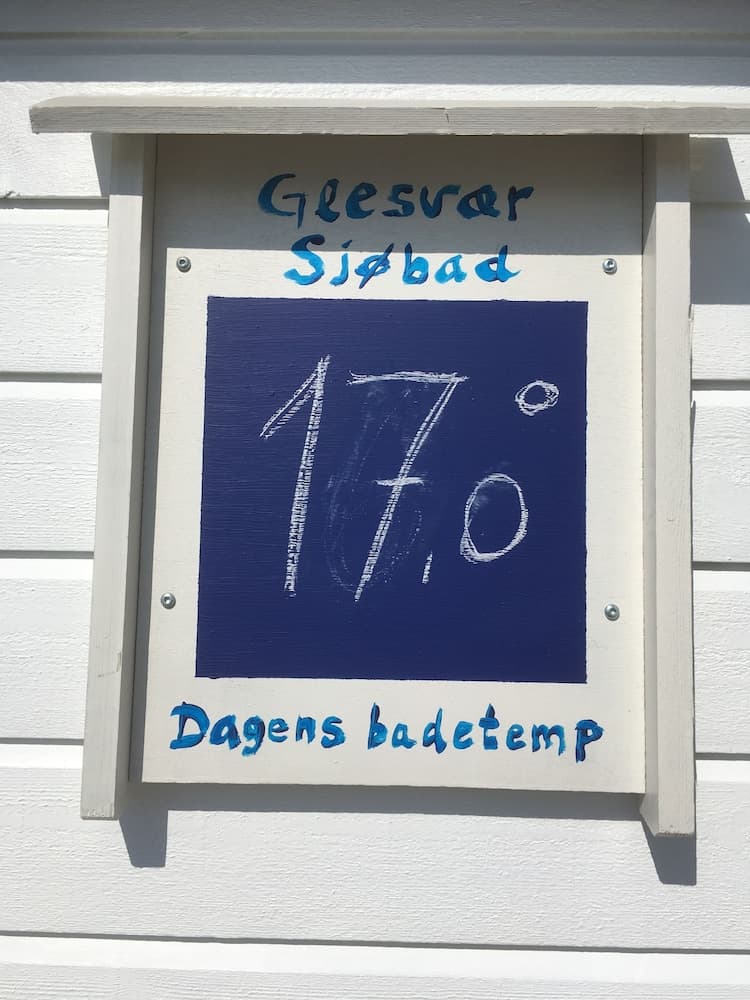 Glesvær
Sjøbad
17,0°
Dagens badetemp